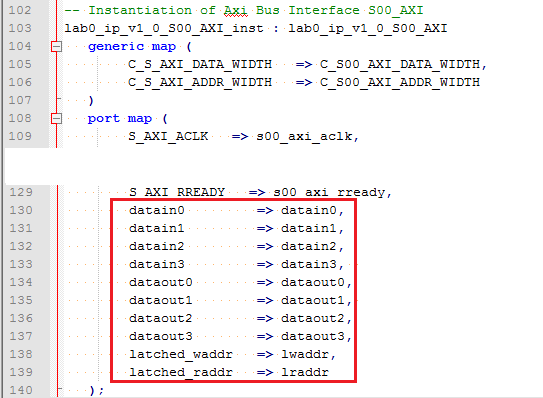 102 -- Instantiation of Axi Bus Interface S00_AXI
103 lab0_ip_v1_0_S00_AXI_inst : lab0_ip_v1_0_S00_AXI
104 generic map (
105 C_S_AXI_DATA_WIDTH => C_S00_AXI_DATA_WIDTH,
106 C_S_AXI_ADDR_WIDTH => C_S00_AXI_ADDR_WIDTH
107 )
108 port map (
109 S_AXI_ACLK => s00_axi_aclk,
129 S_AXI_RREADY => s00_axi_rready,
130 datain0 => datain0,
131 datain1 => datain1,
132 datain2 => datain2,
133 datain3 => datain3,
134 dataout0 => dataout0,
135 dataout1 => dataout1,
136 dataout2 => dataout2,
137 dataout3 => dataout3,
138 latched_waddr => lwaddr,
139 latched_raddr => lraddr
140 );